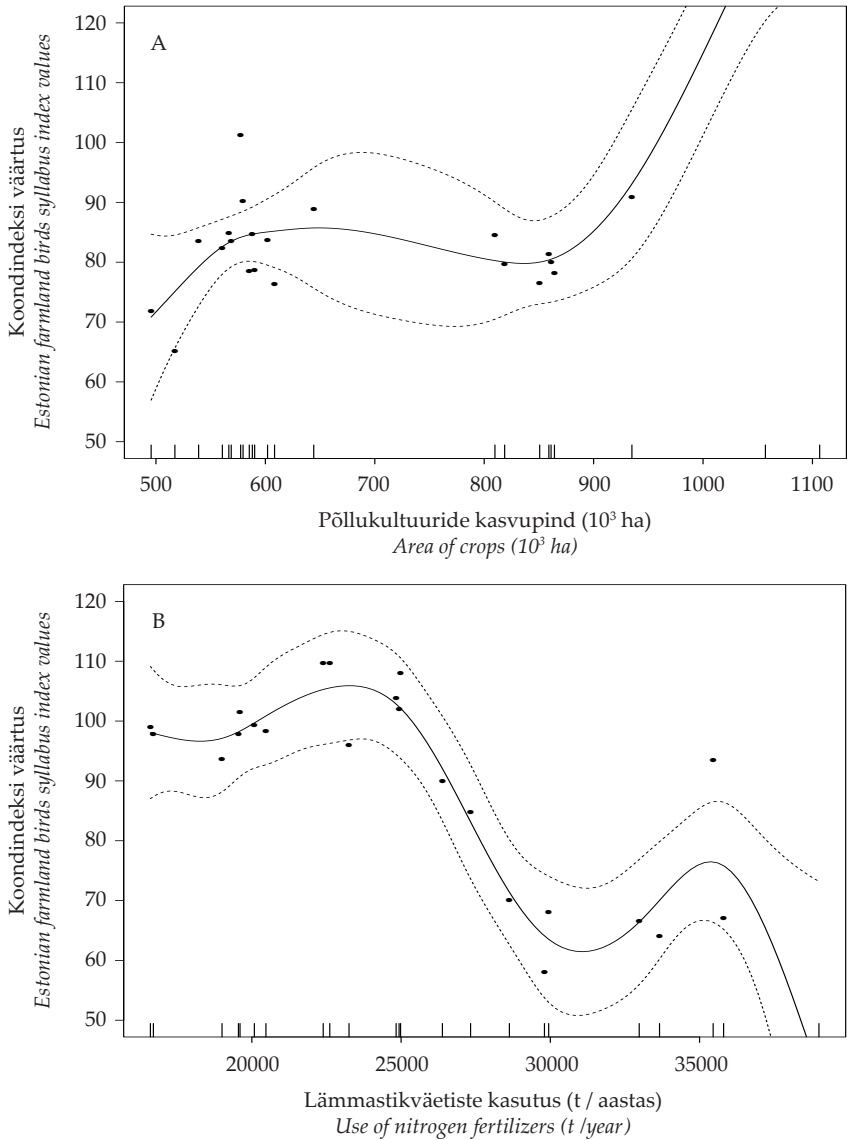 A
120
110
100
90
80
70
60
50
Koondindeksi väärtus
Estonian farmland birds syllabus index values
500 600 700 800 900 1000 1100
Põllukultuuride kasvupind (10³ ha)
Area of crops (10³ ha)
B
120
110
100
90
80
70
60
50
Koondindeksi väärtus
Estonian farmland birds syllabus index values
20000 25000 30000 35000
Lämmastikväetiste kasutus (t / aastas)
Use of nitrogen fertilizers (t /year)